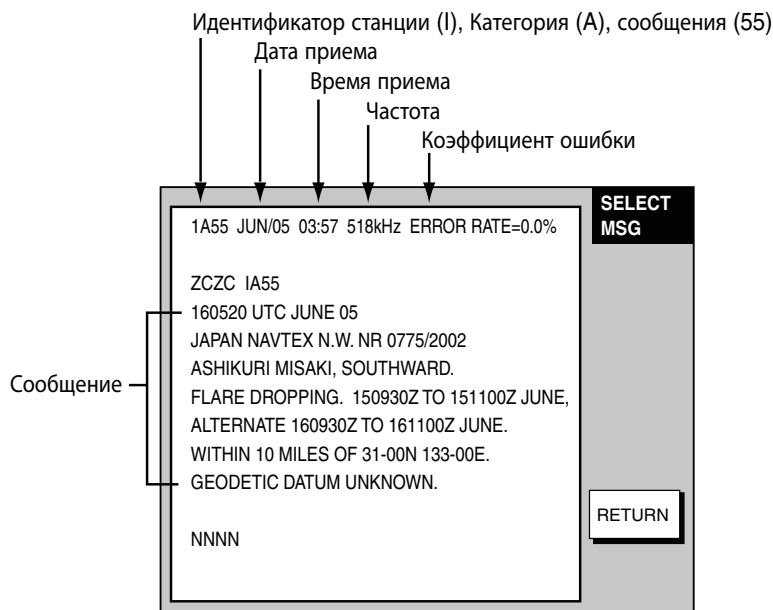 Идентификатор станции (I), Категория (A), сообщения (55)
Дата приема
Время приема
Частота
Коэффициент ошибки
SELECT
MSG
1A55 JUN/05 03:57 518kHz ERROR RATE=0.0%
ZCZC IA55
160520 UTC JUNE 05
JAPAN NAVTEX N.W. NR 0775/2002
ASHIKURI MISAKI, SOUTHWARD.
Сообщение
FLARE DROPPING. 150930Z TO 151100Z JUNE,
ALTERNATE 160930Z TO 161100Z JUNE.
WITHIN 10 MILES OF 31-00N 133-00E.
GEODETIC DATUM UNKNOWN.
RETURN
NNNN